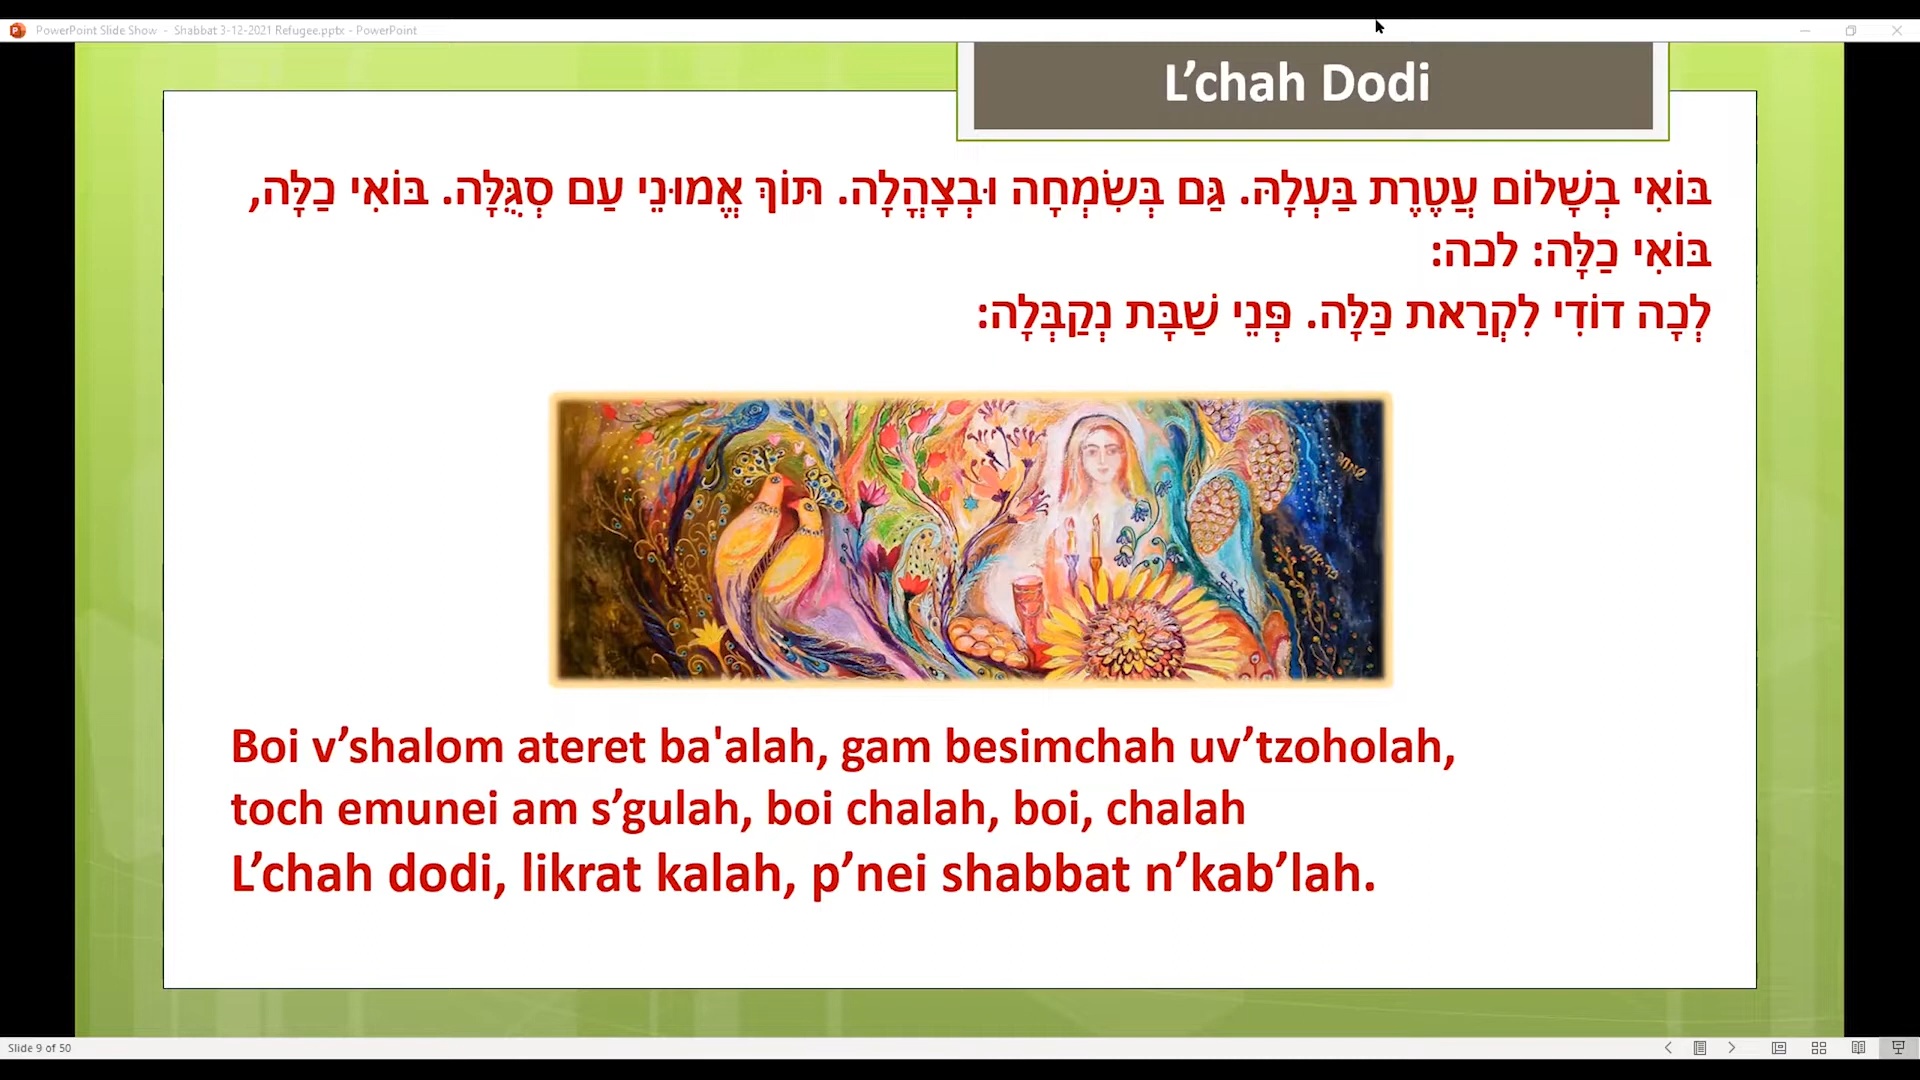 PowerPoint Slide Show - Shabbat 3-12-2021 Refugee.pptx - PowerPoint
L’chah Dodi
בּוֹאִי בְשָׁלוֹם עֲטֶרֶת בַּעְלָהּ. גַּם בְּשִׂמְחָה וּבְצָהֳלָה. תּוֹךְ אֱמוּנֵי עַם סְגֻלָּה. בּוֹאִי כַלָּה,
בּוֹאִי כַלָּה: לכה:
לְכָה דוֹדִי לִקְרַאת כַּלָּה. פְּנֵי שַׁבָּת נְקַבְּלָה:
Boi v’shalom ateret ba'alah, gam besimchah uv’tzoholah,
toch emunei am s’gulah, boi chalah, boi, chalah
L’chah dodi, likrat kalah, p’nei shabbat n’kab’lah.
Slide 9 of 50